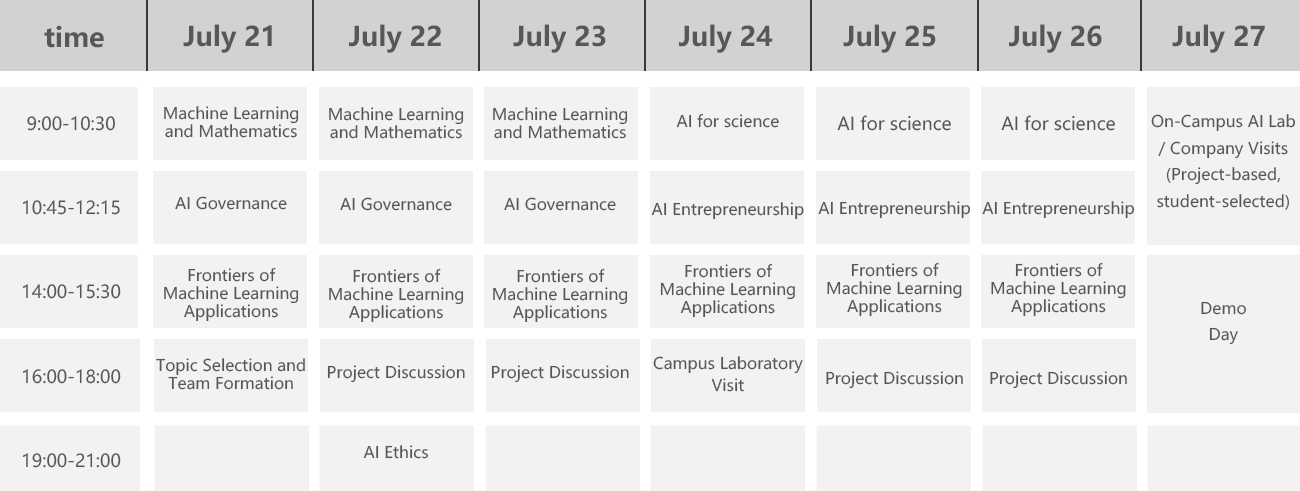 time July 21 July 22 July 23 July 24 July 25 July 26 July 27
9:00-10:30
Machine Learning
and Mathematics
Machine Learning
and Mathematics
Machine Learning
and Mathematics
AI for science
AI for science
AI for science
On-Campus AI Lab
/ Company Visits
(Project-based,
student-selected)
10:45-12:15
AI Governance
AI Governance
AI Governance
AI Entrepreneurship
AI Entrepreneurship
AI Entrepreneurship
14:00-15:30
Frontiers of
Machine Learning
Applications
Frontiers of
Machine Learning
Applications
Frontiers of
Machine Learning
Applications
Frontiers of
Machine Learning
Applications
Frontiers of
Machine Learning
Applications
Frontiers of
Machine Learning
Applications
Demo
Day
16:00-18:00
Topic Selection and
Team Formation
Project Discussion
Project Discussion
Campus Laboratory
Visit
Project Discussion
Project Discussion
19:00-21:00
AI Ethics